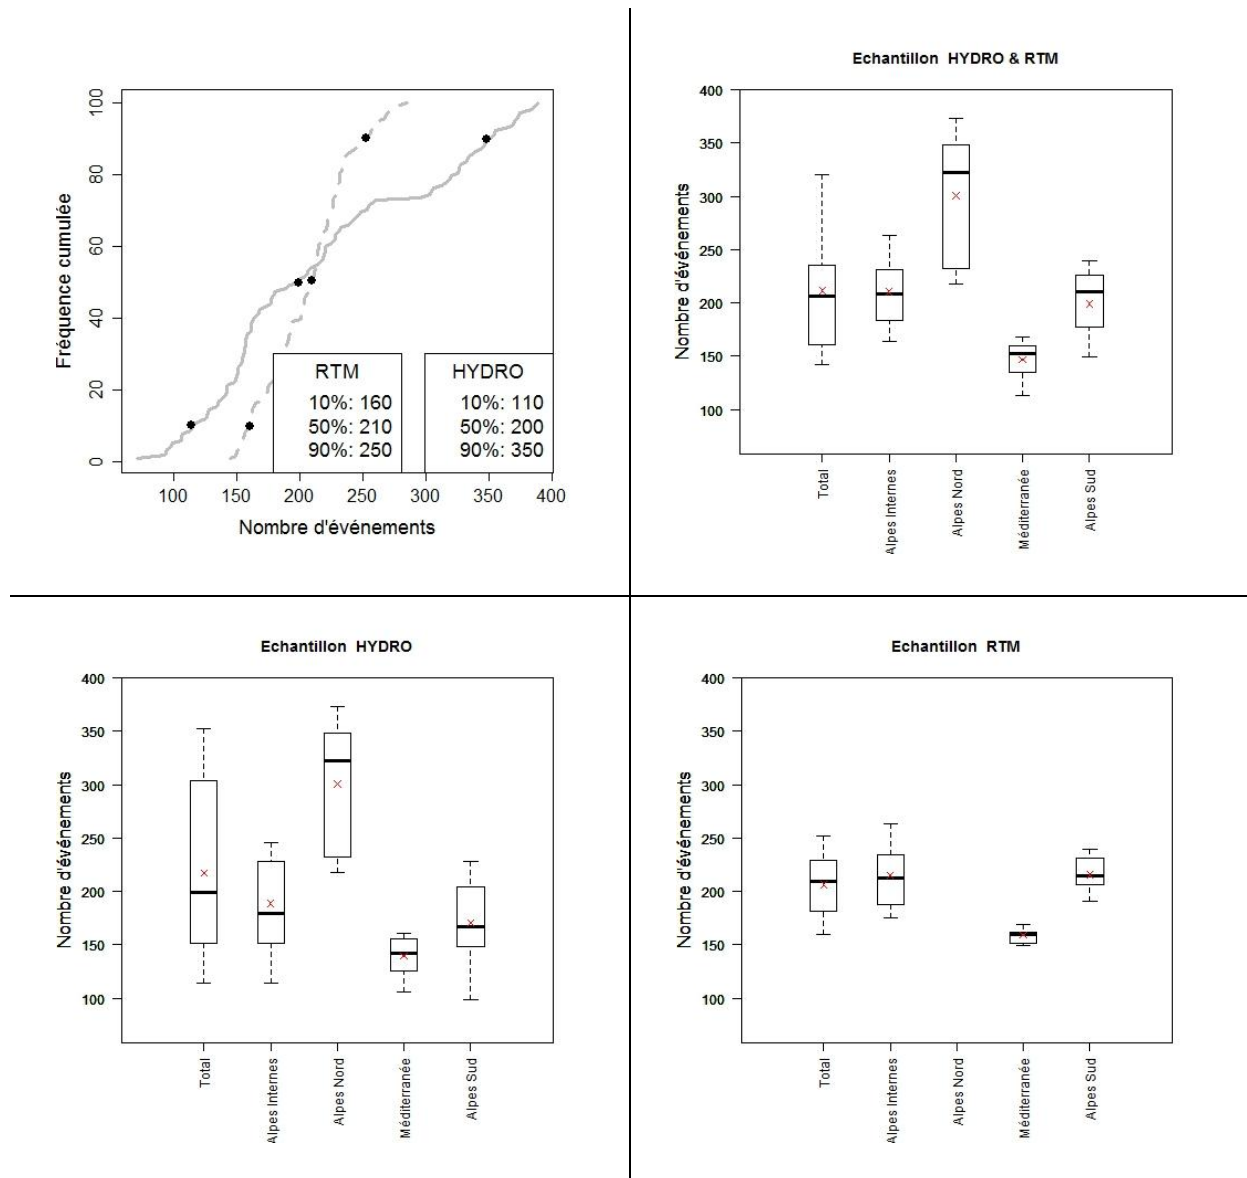 Fréquence cumulée
100
80
60
40
20
0
RTM
10%: 160
50%: 210
90%: 250
HYDRO
10%: 110
50%: 200
90%: 350
100 150 200 250 300 350 400
Nombre d'événements
Echantillon HYDRO & RTM
Nombre d'événements
400
350
300
250
200
150
100
Total
Alpes Internes
Alpes Nord
Méditerranée
Alpes Sud
Echantillon HYDRO
Nombre d'événements
400
350
300
250
200
150
100
Total
Alpes Internes
Alpes Nord
Méditerranée
Alpes Sud
Echantillon RTM
Nombre d'événements
400
350
300
250
200
150
100
Total
Alpes Internes
Alpes Nord
Méditerranée
Alpes Sud